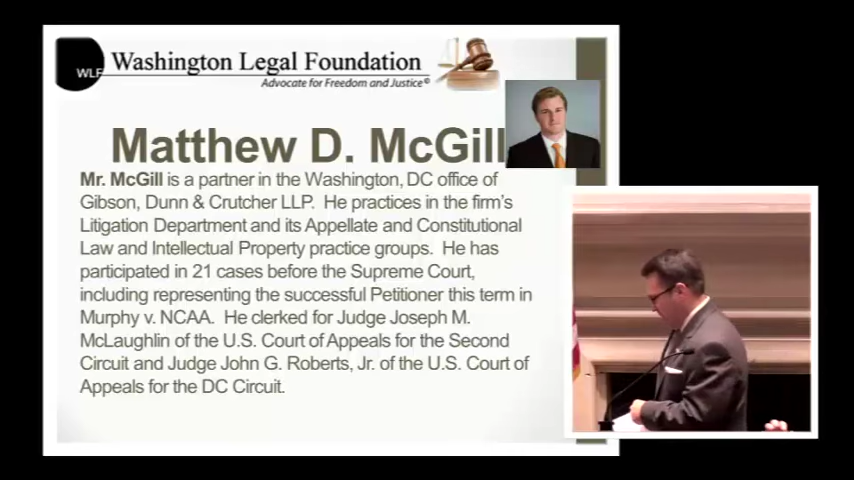 WLF
Washington Legal Foundation
Advocate for Freedom and Justice©
Matthew D. McGill
Mr. McGill is a partner in the Washington, DC office of
Gibson, Dunn & Crutcher LLP. He practices in the firm's
Litigation Department and its Appellate and Constitutional
Law and Intellectual Property practice groups. He has
participated in 21 cases before the Supreme Court,
including representing the successful Petitioner this term in
Murphy v. NCAA. He clerked for Judge Joseph M.
McLaughlin of the U.S. Court of Appeals for the Second
Circuit and Judge John G. Roberts, Jr. of the U.S. Court of
Appeals for the DC Circuit.